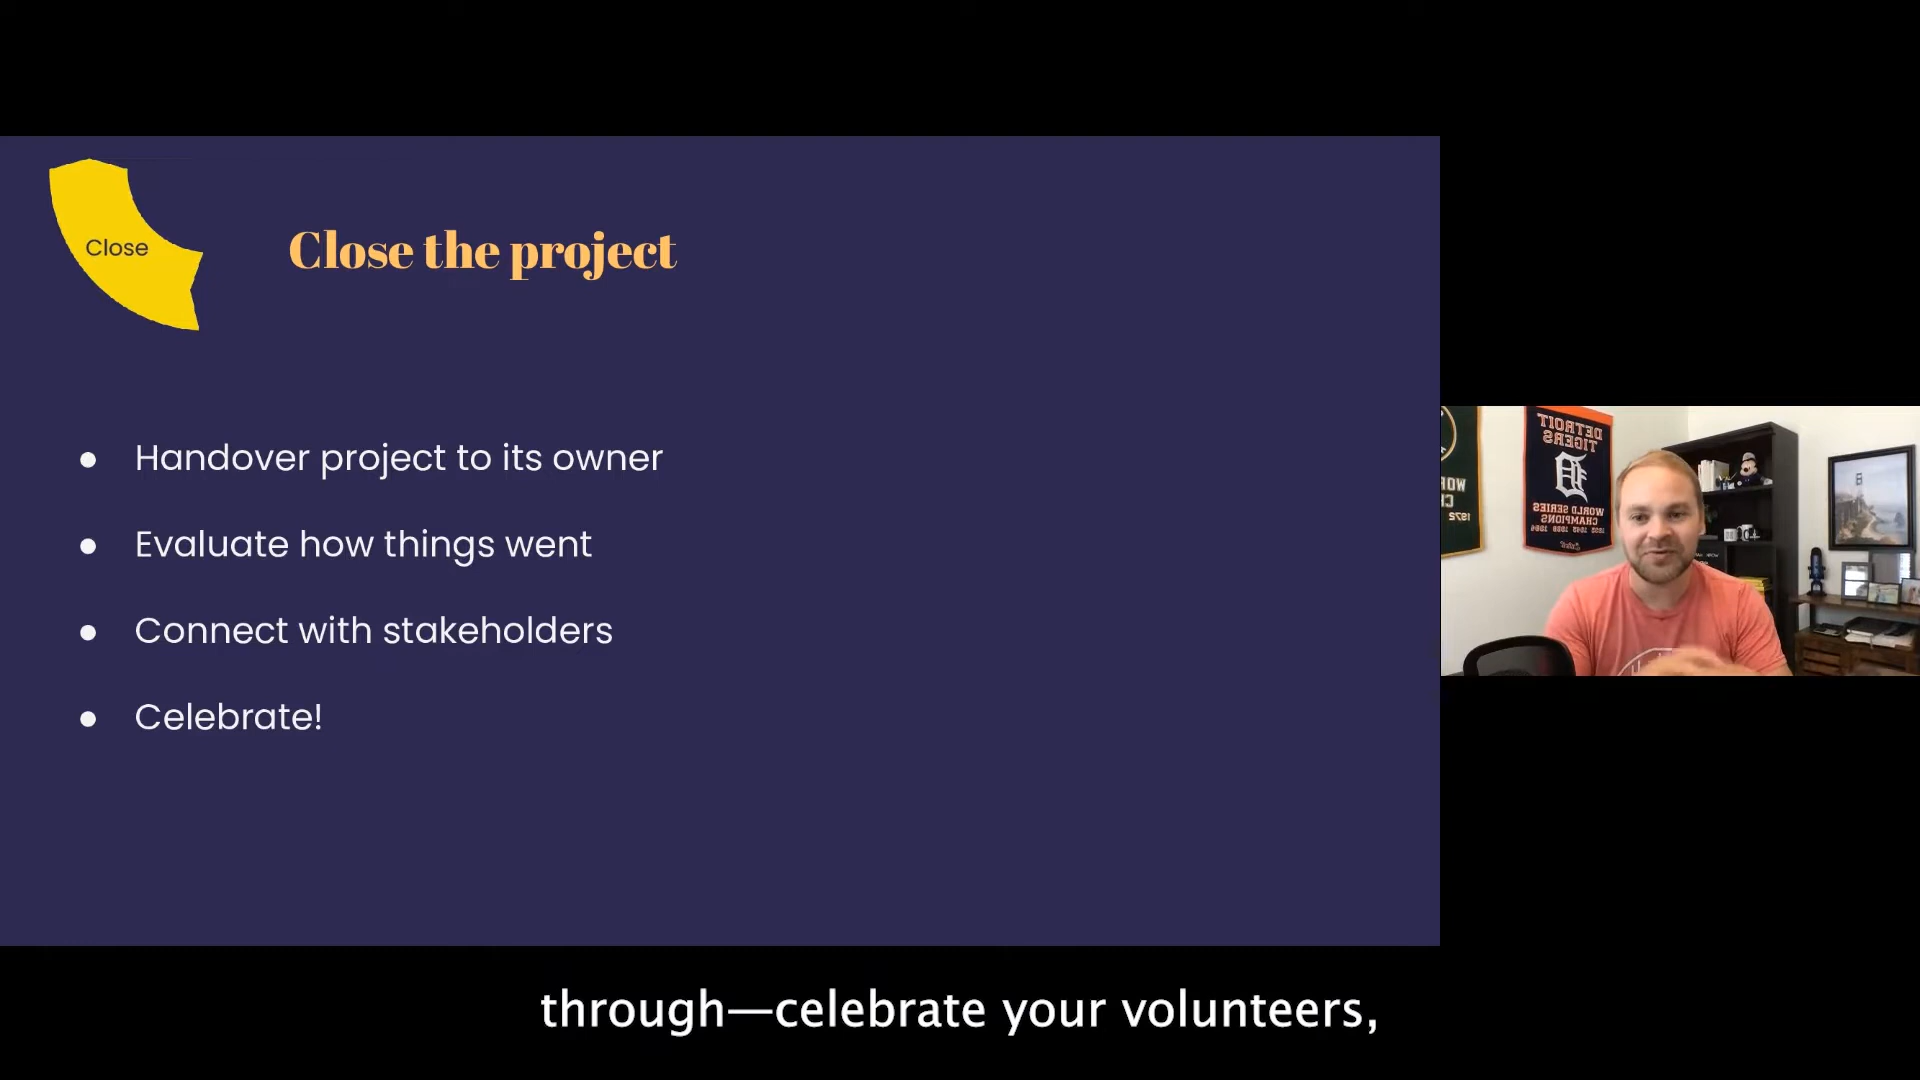 Close
Close the project
● Handover project to its owner
● Evaluate how things went
● Connect with stakeholders
● Celebrate!
DETROIT
TIGERS
WORLD SERIES
CHAMPIONS
1972
through—celebrate your volunteers,